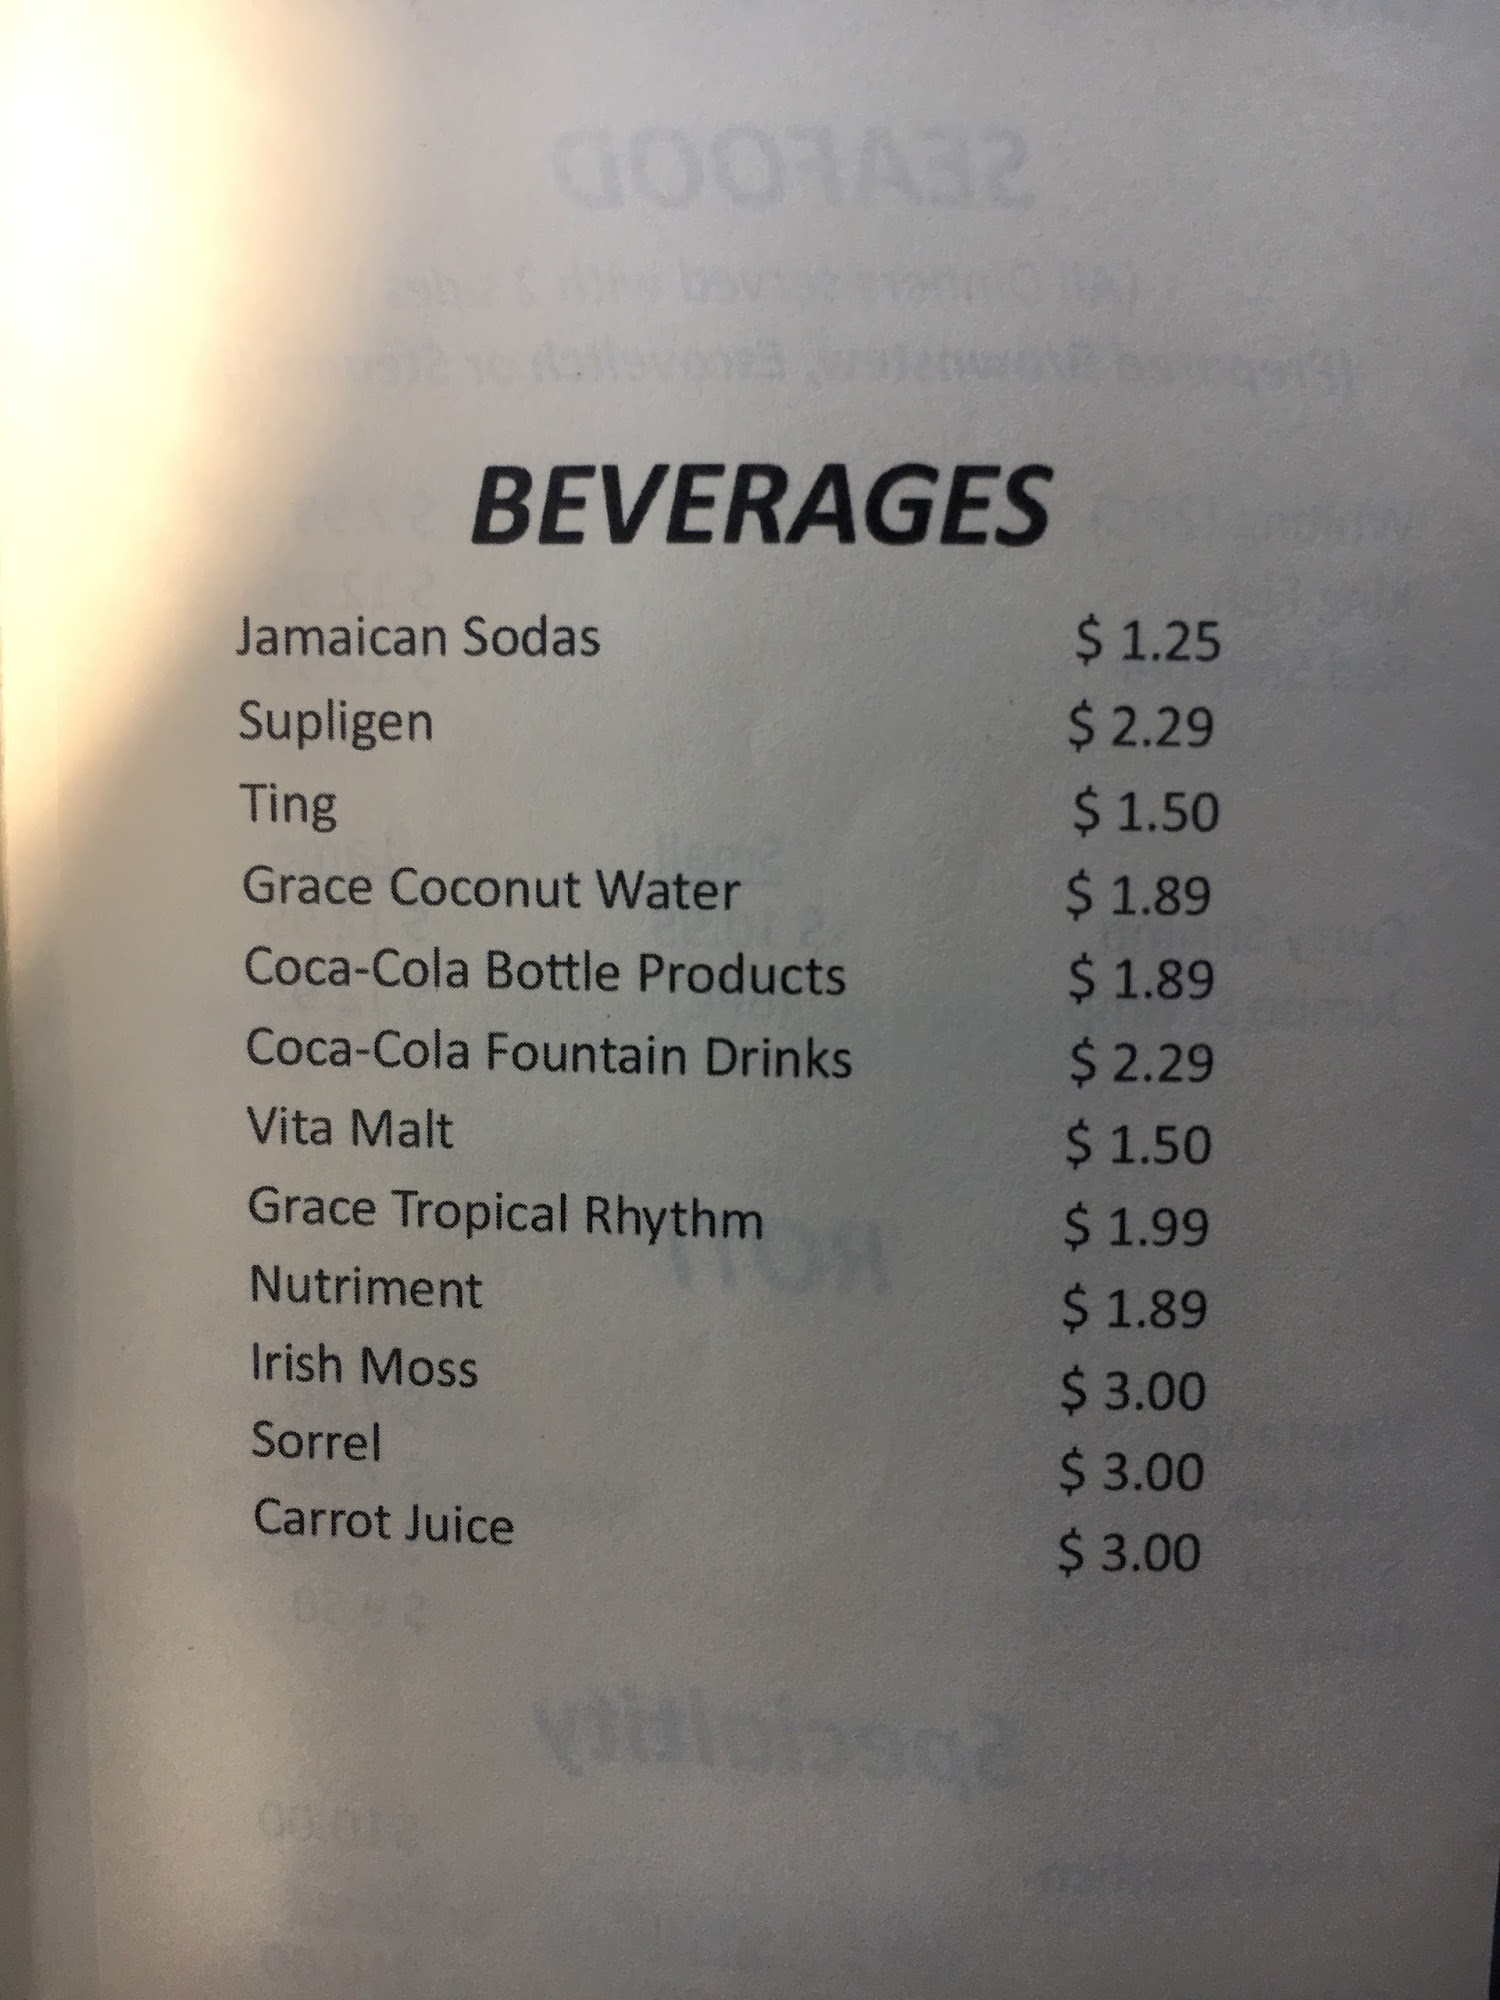 BEVERAGES
Jamaican Sodas $ 1.25
Supligen $ 2.29
Ting $ 1.50
Grace Coconut Water $ 1.89
Coca-Cola Bottle Products $ 1.89
Coca-Cola Fountain Drinks $ 2.29
Vita Malt $ 1.50
Grace Tropical Rhythm $ 1.99
Nutriment $ 1.89
Irish Moss $ 3.00
Sorrel $ 3.00
Carrot Juice $ 3.00